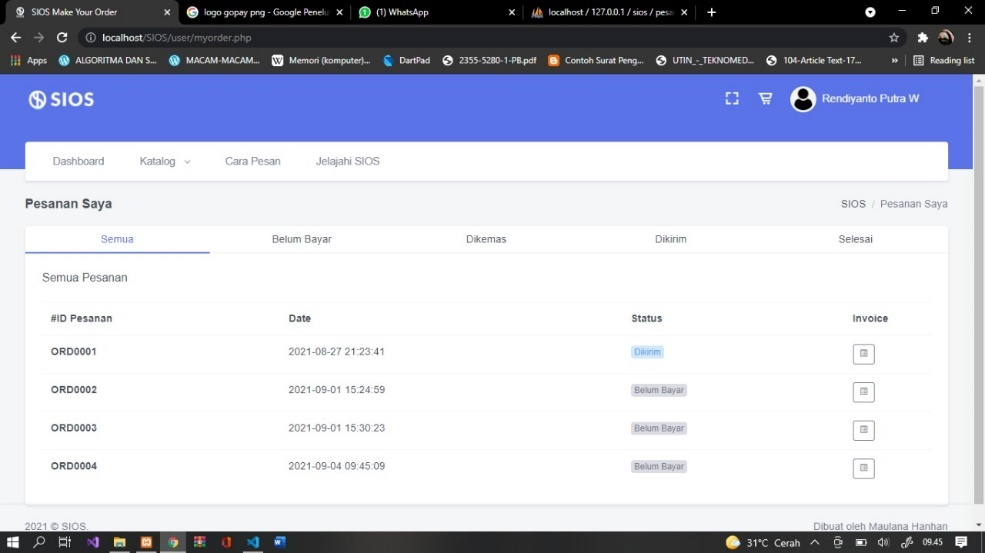 SIOS Make Your Order
logo gopay png - Google Penelu
(1) WhatsApp
localhost / 127.0.0.1 / sios / pesa
localhost/SIOS/user/myorder.php
Apps
ALGORITMA DAN S...
MACAM-MACAM...
Memori (komputer)...
DartPad
2355-5280-1-PB.pdf
Contoh Surat Peng...
UTIN_-_TEKNOMED...
104-Article Text-17...
»
Reading list
SIOS
Rendiyanto Putra W
Dashboard Katalog Cara Pesan Jelajahi SIOS
Pesanan Saya
SIOS / Pesanan Saya
Semua Belum Bayar Dikemas Dikirim Selesai
Semua Pesanan
#ID Pesanan Date Status Invoice
ORD0001 2021-08-27 21:23:41 Dikirim
ORD0002 2021-09-01 15:24:59 Belum Bayar
ORD0003 2021-09-01 15:30:23 Belum Bayar
ORD0004 2021-09-04 09:45:09 Belum Bayar
2021 © SIOS.
Dibuat oleh Maulana Hanhan
31°C Cerah
09.45